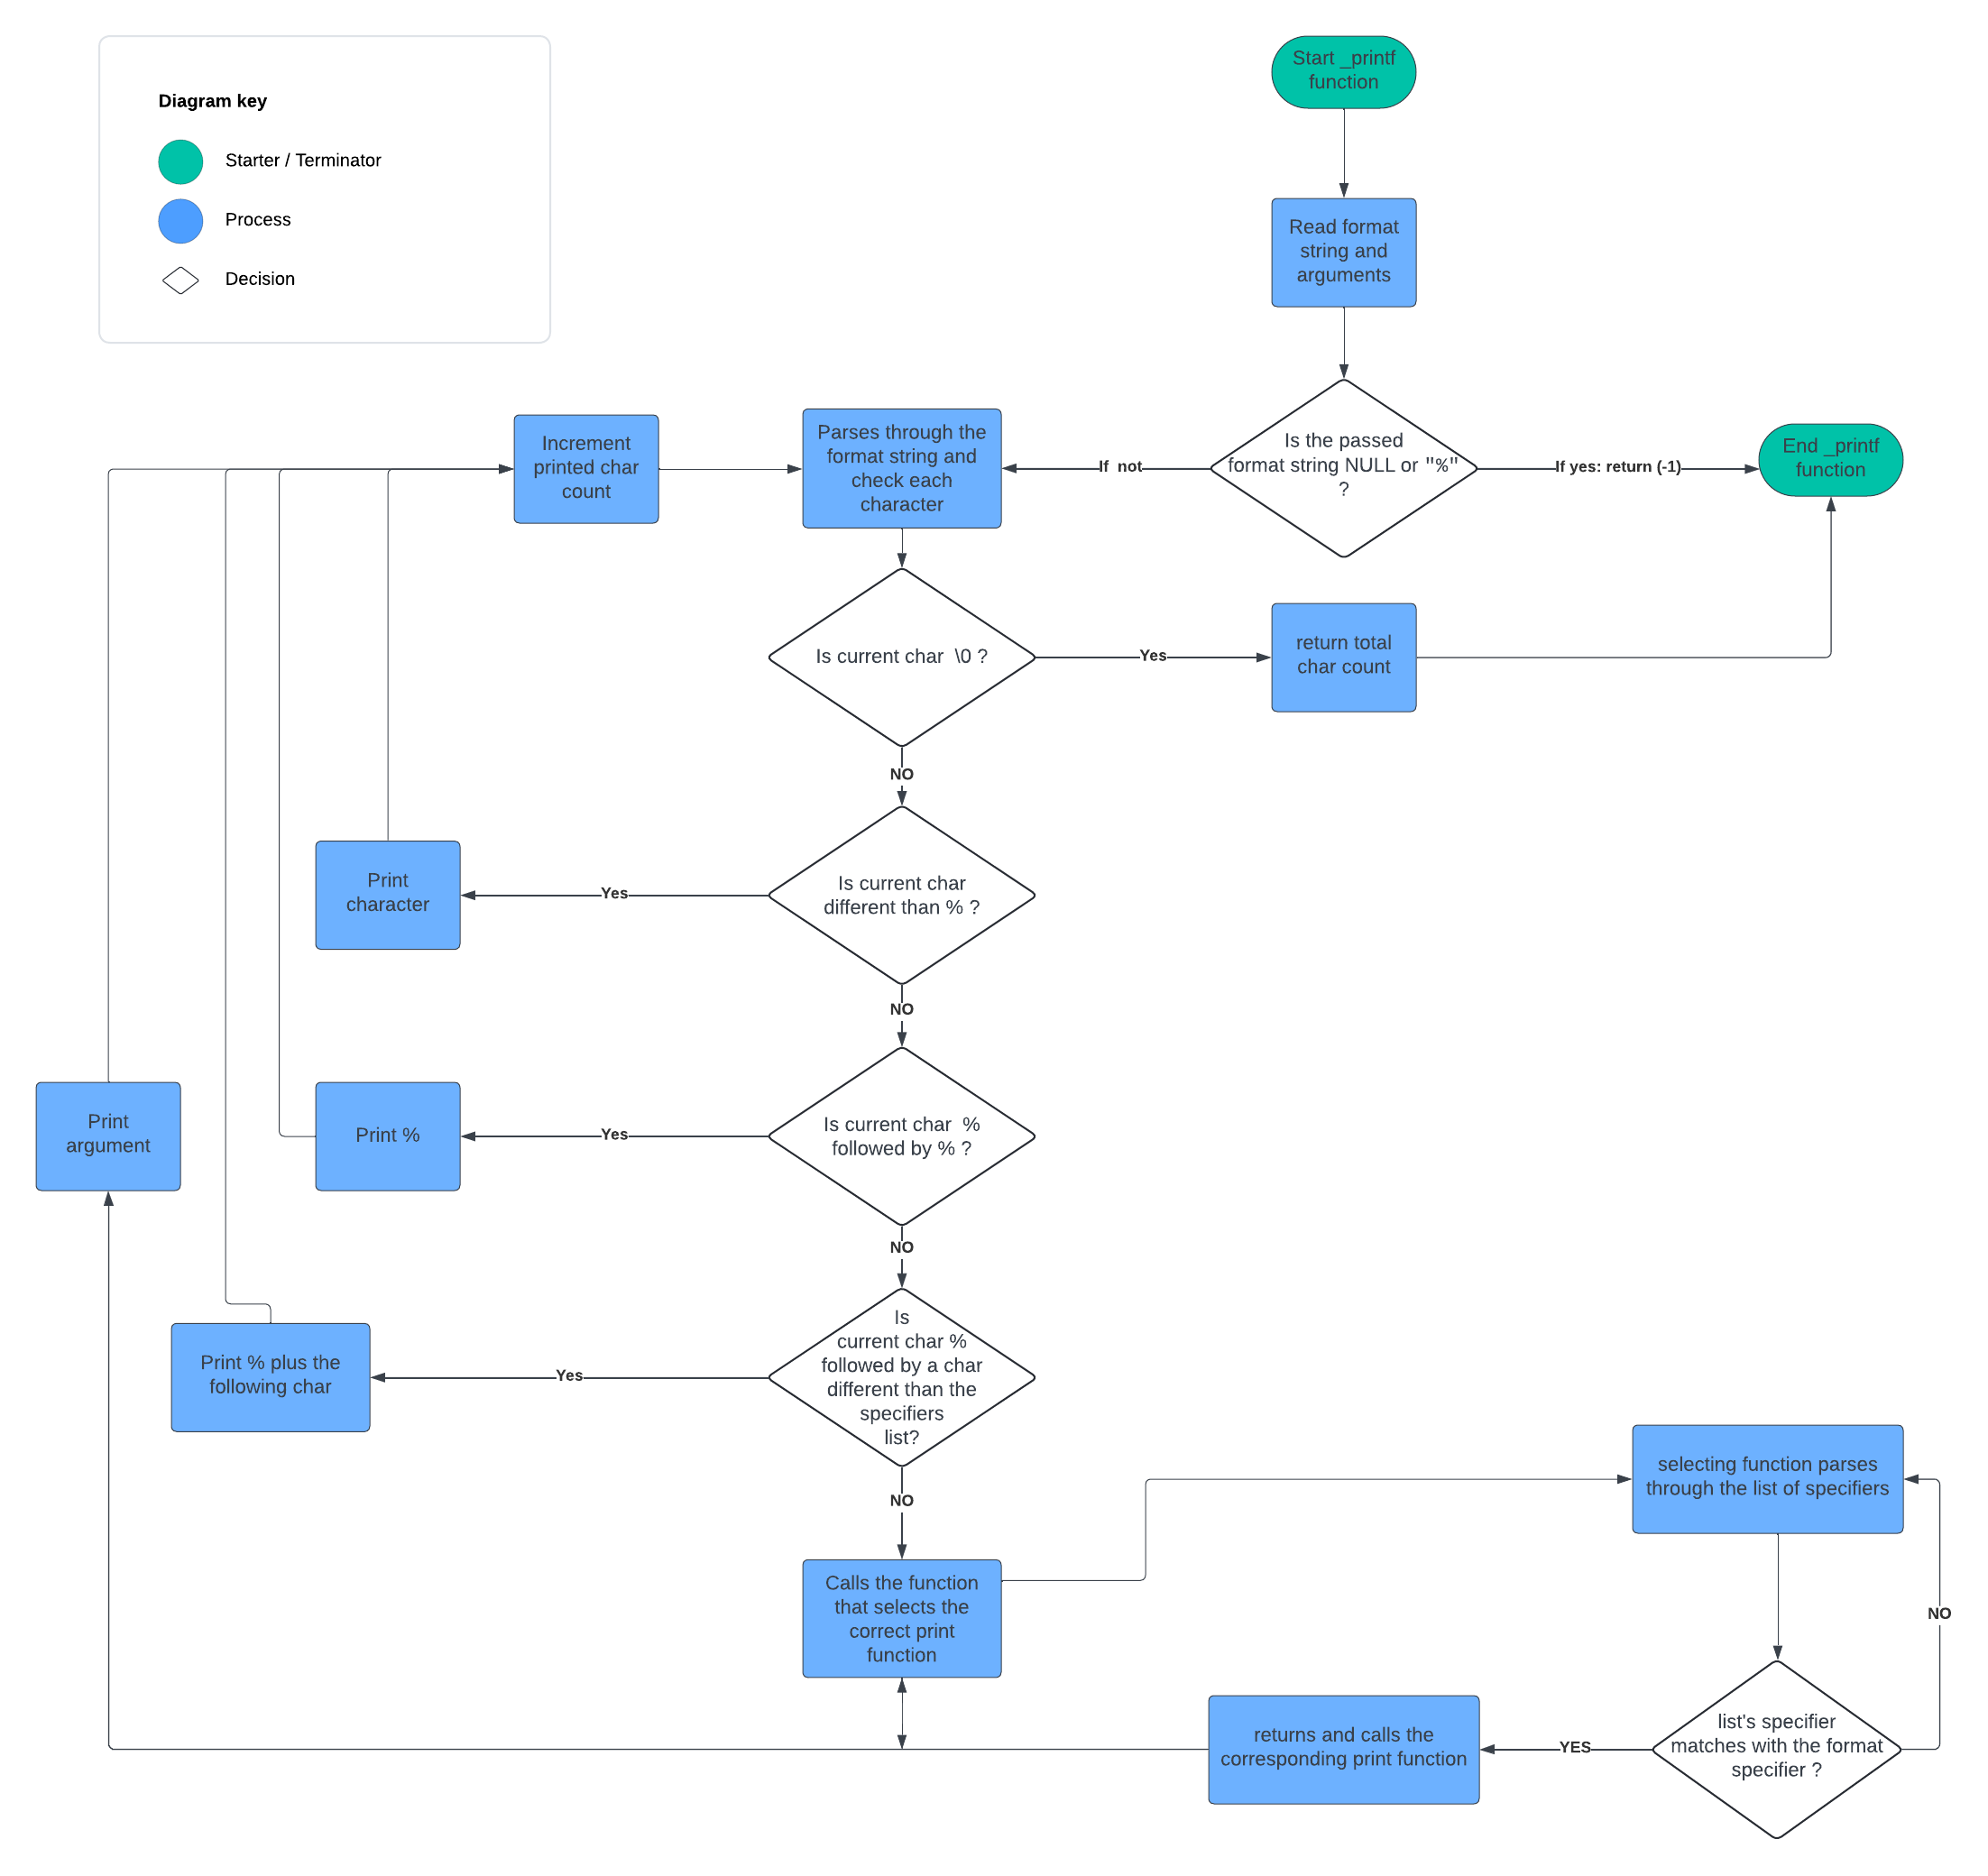 Diagram key
Starter / Terminator
Process
Decision
Start _printf
function
Read format
string and
arguments
Is the passed
format string NULL or "%"
?
If  not
If yes: return (-1)
End _printf
function
Increment
printed char
count
Parses through the
format string and
check each
character
Is current char  \0 ?
Yes
return total
char count
NO
Is current char
different than % ?
Yes
Print
character
NO
Is current char  %
followed by % ?
Yes
Print %
Print
argument
NO
Is
current char %
followed by a char
different than the
specifiers
list?
Yes
Print % plus the
following char
NO
Calls the function
that selects the
correct print
function
selecting function parses
through the list of specifiers
NO
list's specifier
matches with the format
specifier ?
YES
returns and calls the
corresponding print function